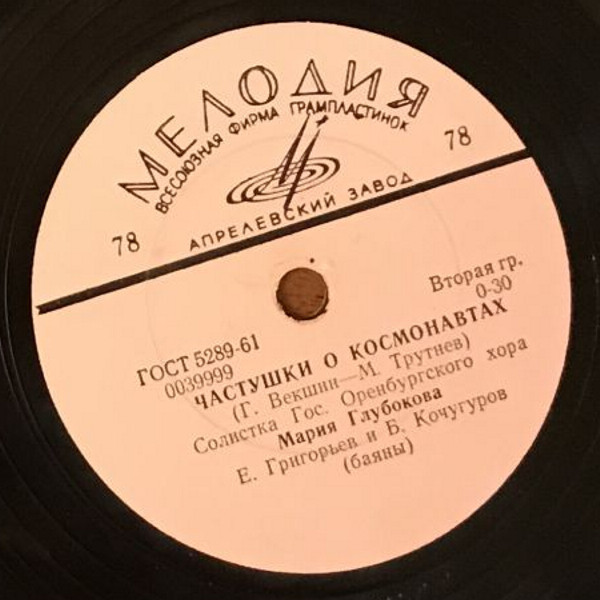 МЕЛОДИЯ
ВСЕСОЮЗНАЯ ФИРМА ГРАМПЛАСТИНОК
78
78
АПРЕЛЕВСКИЙ ЗАВОД
Вторая гр.
0-30
ГОСТ 5289-61
0039999
ЧАСТУШКИ О КОСМОНАВТАХ
(Г. Векшин—М. Трутнев)
Солистка Гос. Оренбургского хора
Мария Глубокова
Е. Григорьев и Б. Кочугуров
(баяны)